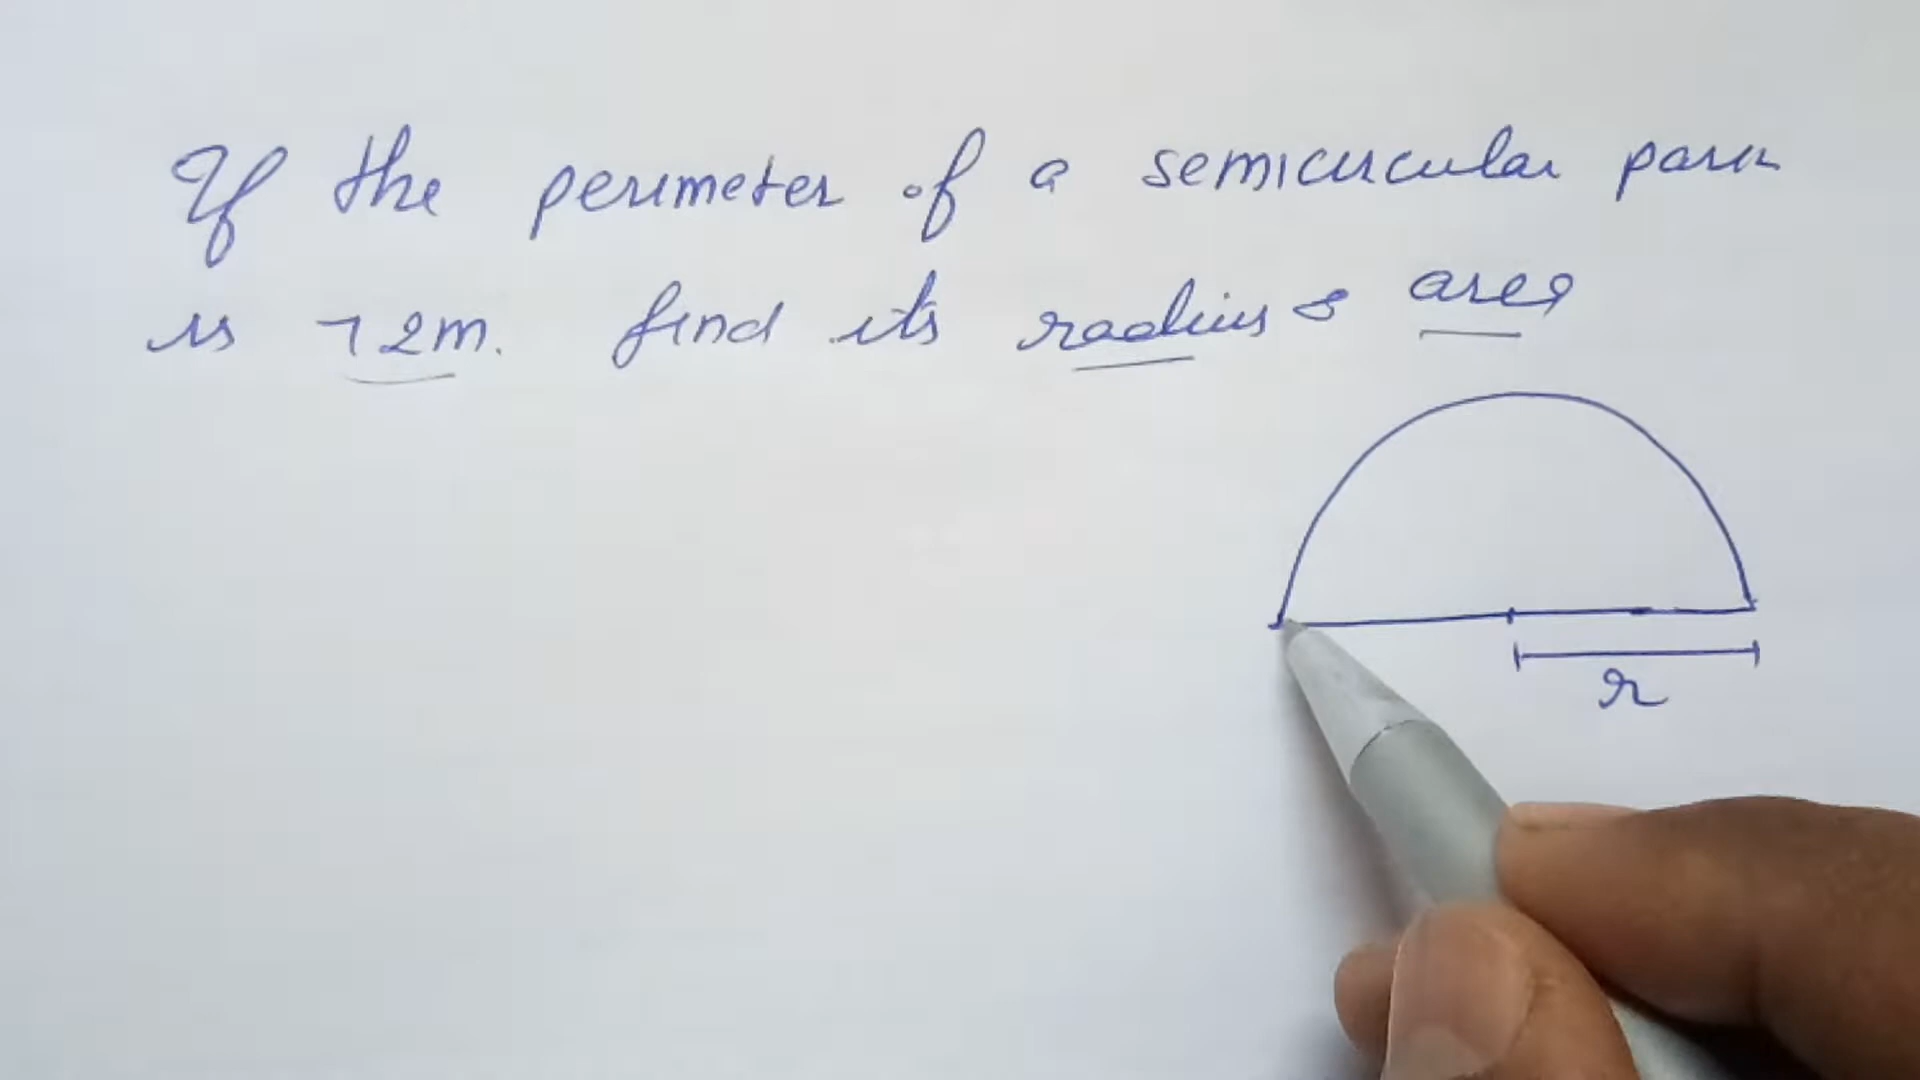 If the perimeter of a semicircular park
is 72m. find its radius & area
r